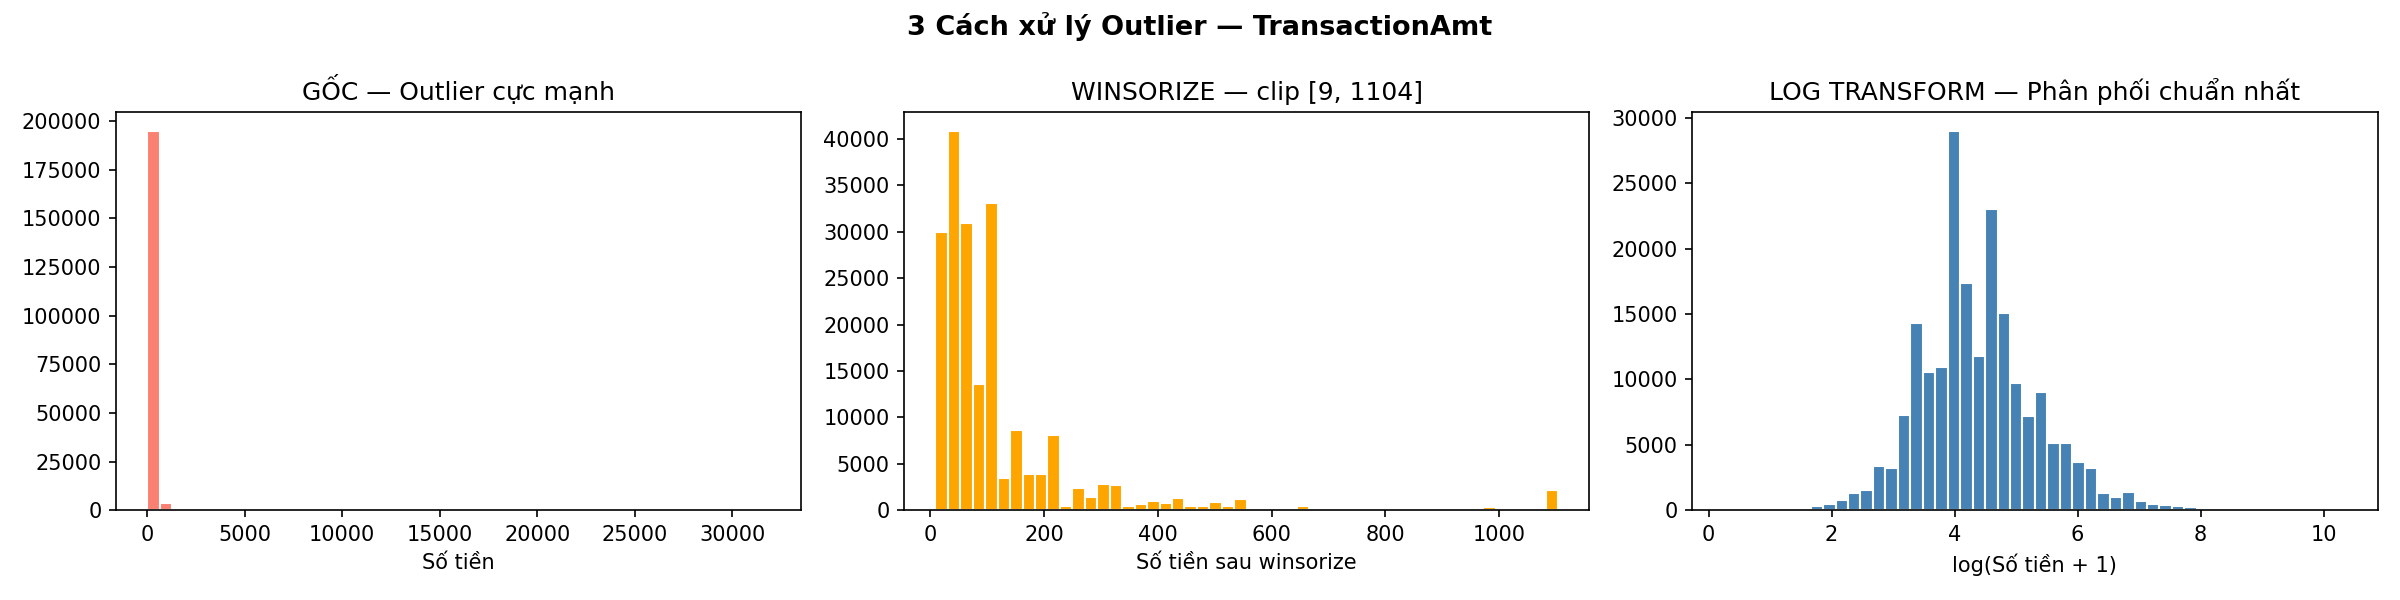 3 Cách xử lý Outlier — TransactionAmt
GỐC — Outlier cực mạnh
200000
175000
150000
125000
100000
75000
50000
25000
0
0 5000 10000 15000 20000 25000 30000
Số tiền
WINSORIZE — clip [9, 1104]
40000
35000
30000
25000
20000
15000
10000
5000
0
0 200 400 600 800 1000
Số tiền sau winsorize
LOG TRANSFORM — Phân phối chuẩn nhất
30000
25000
20000
15000
10000
5000
0
0 2 4 6 8 10
log(Số tiền + 1)